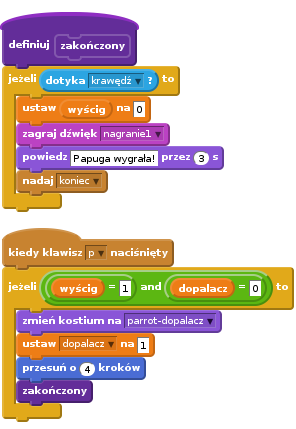 definiuj zakończony
jeżeli dotyka krawędź ? to
ustaw wyścig na 0
zagraj dźwięk nagranie1
powiedz Papuga wygrała! przez 3 s
nadaj koniec
kiedy klawisz p naciśnięty
jeżeli wyścig = 1 and dopalacz = 0 to
zmień kostium na parrot-dopalacz
ustaw dopalacz na 1
przesuń o 4 kroków
zakończony